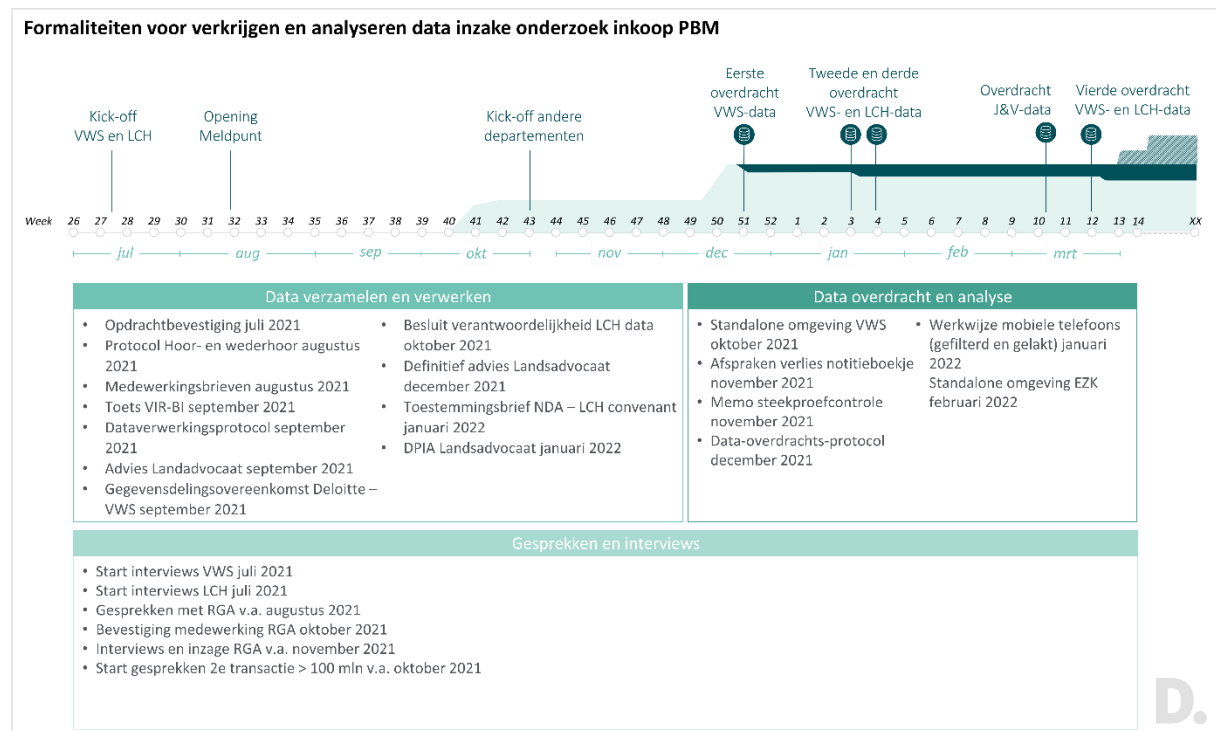 Formaliteiten voor verkrijgen en analyseren data inzake onderzoek inkoop PBM
Kick-off
VWS en LCH
Opening
Meldpunt
Kick-off andere
departementen
Eerste
overdracht
VWS-data
Tweede en derde
overdracht
VWS- en LCH-data
Overdracht
J&V-data
Vierde overdracht
VWS- en LCH-data
Week 26 27 28 29 30 31 32 33 34 35 36 37 38 48 39 40 41 42 43 44 45 46 47 48 49 50 51 52 1 2 3 4 5 6 7 8 9 10 11 12 13 14 XX
jul aug sep okt nov dec jan feb mrt
Data verzamelen en verwerken
• Opdrachtbevestiging juli 2021
• Protocol Hoor- en wederhoor augustus
2021
• Medewerkingsbrieven augustus 2021
• Toets VIR-BI september 2021
• Dataverwerkingsprotocol september
2021
• Advies Landadvocaat september 2021
• Gegevensdelingsovereenkomst Deloitte –
VWS september 2021
• Besluit verantwoordelijkheid LCH data
oktober 2021
• Definitief advies Landsadvocaat
december 2021
• Toestemmingsbrief NDA – LCH convenant
januari 2022
• DPIA Landsadvocaat januari 2022
Data overdracht en analyse
• Standalone omgeving VWS
oktober 2021
• Afspraken verlies notitieboekje
november 2021
• Memo steekproefcontrole
november 2021
• Data-overdrachts-protocol
december 2021
• Werkwijze mobiele telefoons
(gefilterd en gelakt) januari
2022
Standalone omgeving EZK
februari 2022
Gesprekken en interviews
• Start interviews VWS juli 2021
• Start interviews LCH juli 2021
• Gesprekken met RGA v.a. augustus 2021
• Bevestiging medewerking RGA oktober 2021
• Interviews en inzage RGA v.a. november 2021
• Start gesprekken 2e transactie > 100 mln v.a. oktober 2021
D.